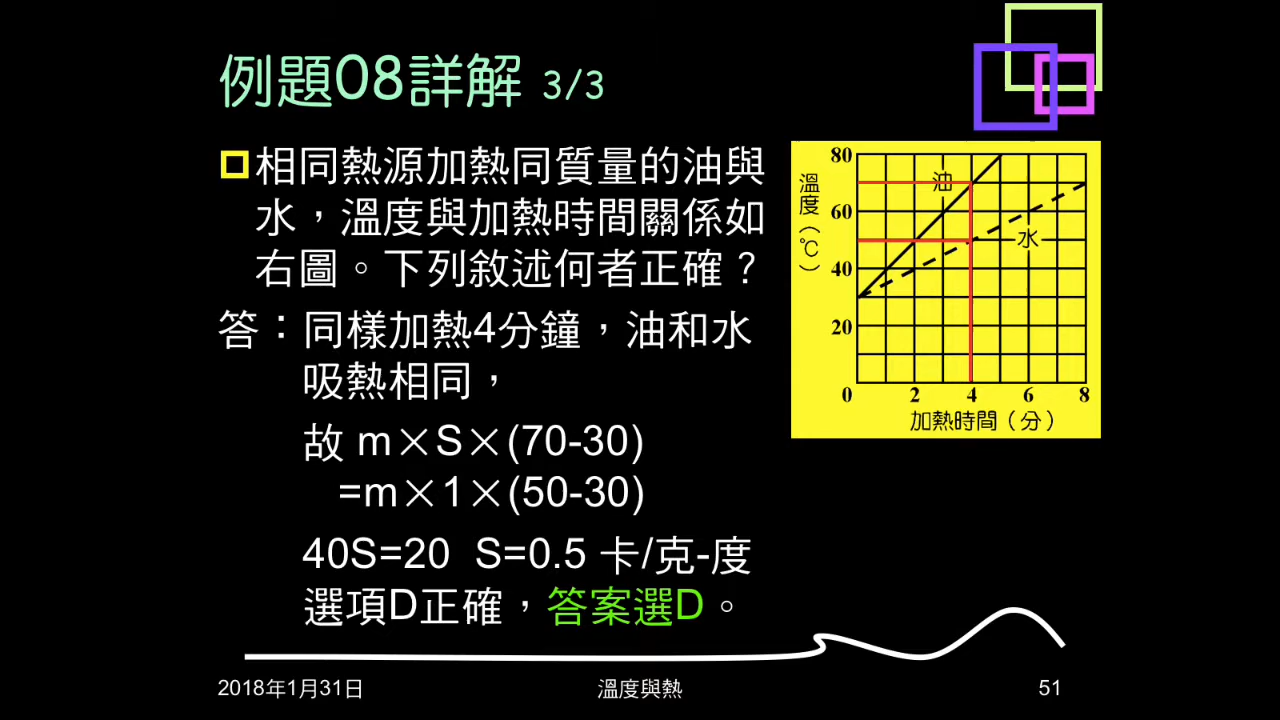 例題08詳解 3/3
相同熱源加熱同質量的油與
水，溫度與加熱時間關係如
右圖。下列敘述何者正確？
答：同樣加熱4分鐘，油和水
吸熱相同，
故 m×S×(70-30)
=m×1×(50-30)
40S=20 S=0.5 卡/克-度
選項D正確，答案選D。
溫度（℃）
80
60
40
20
0
2 4 6 8
油
水
加熱時間（分）
2018年1月31日
溫度與熱
51